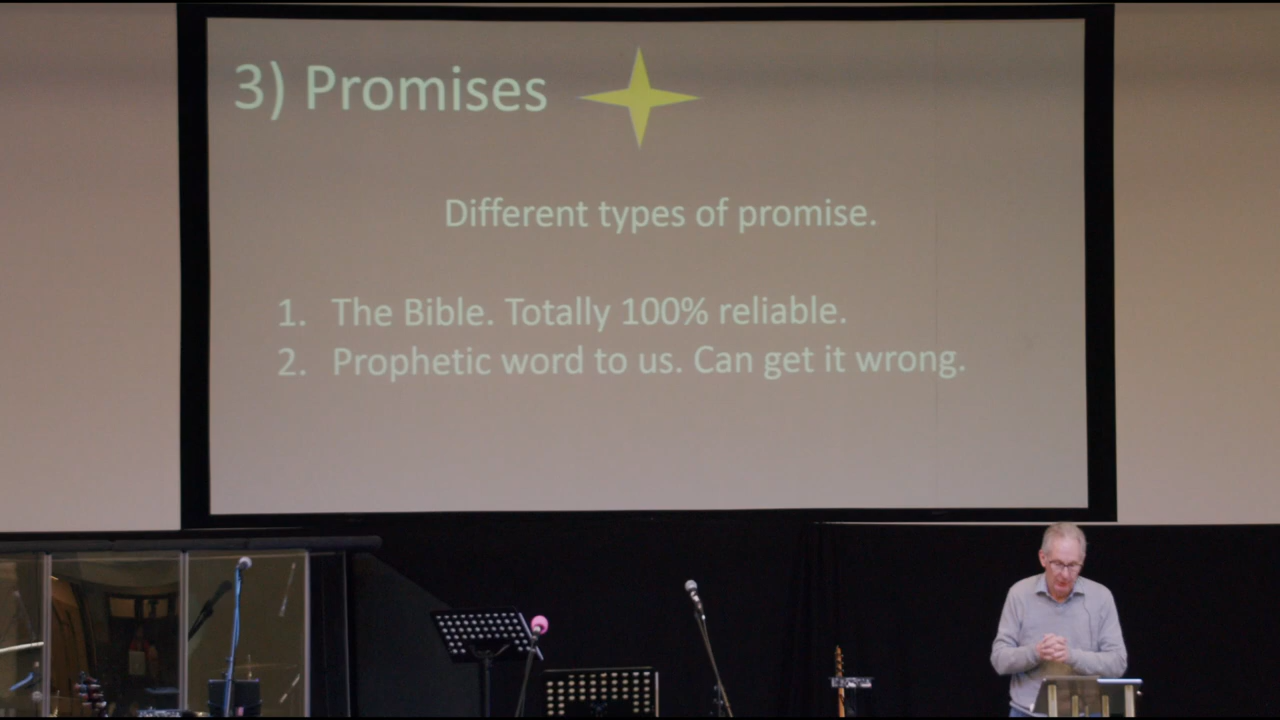 3) Promises
Different types of promise.
1. The Bible. Totally 100% reliable.
2. Prophetic word to us. Can get it wrong.